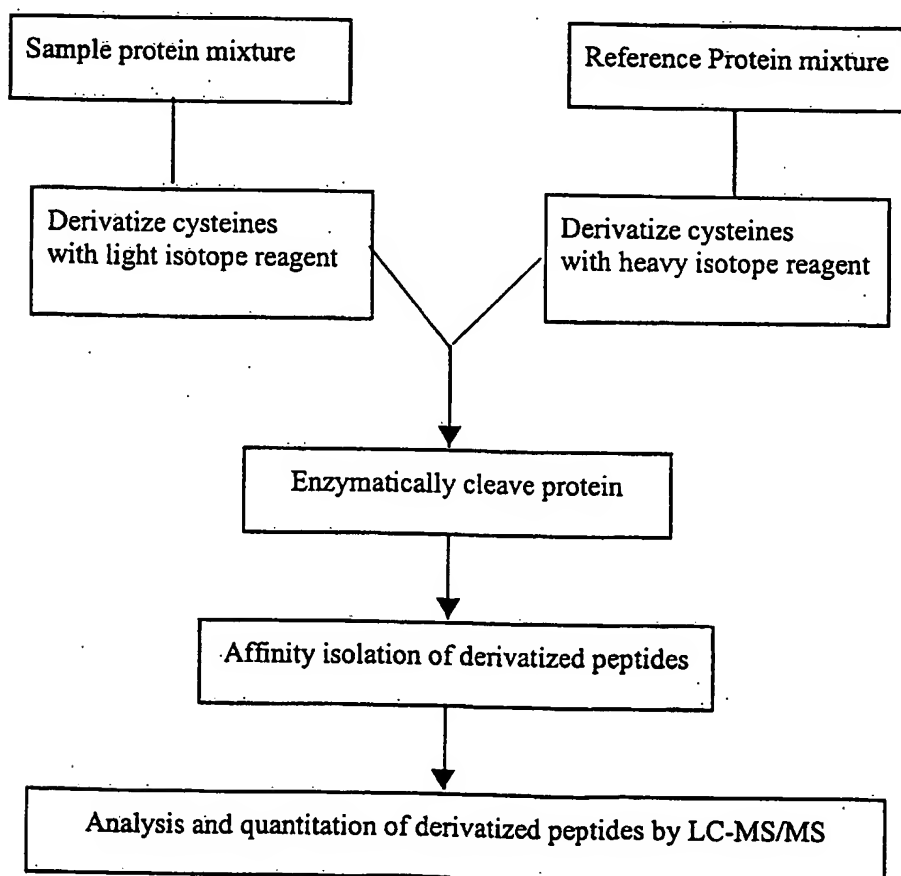 Sample protein mixture
Reference Protein mixture
Derivatize cysteines
with light isotope reagent
Derivatize cysteines
with heavy isotope reagent
Enzymatically cleave protein
Affinity isolation of derivatized peptides
Analysis and quantitation of derivatized peptides by LC-MS/MS